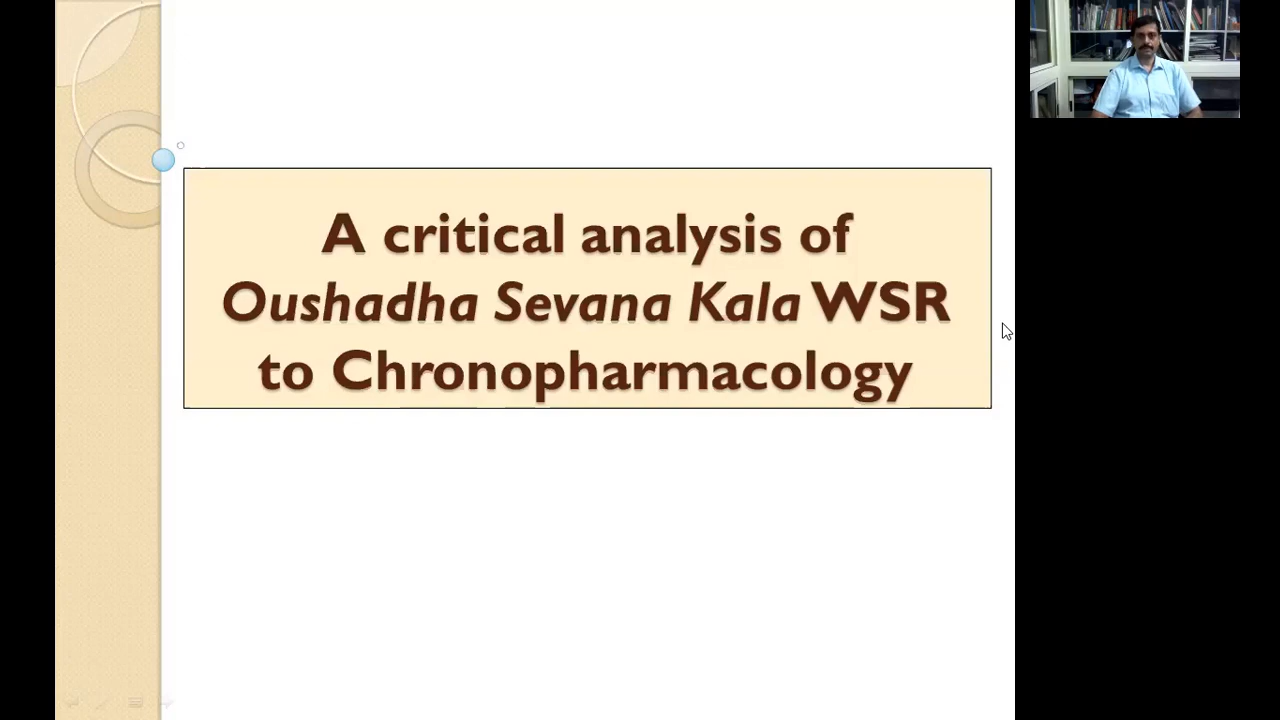 A critical analysis of
Oushadha Sevana Kala WSR
to Chronopharmacology